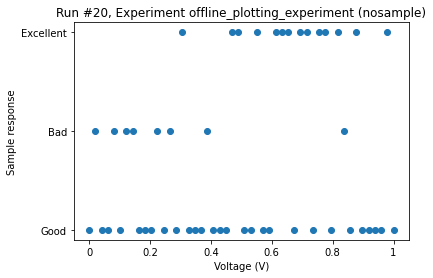 Run #20, Experiment offline_plotting_experiment (nosample)
Excellent
Bad
Good
Sample response
0 0.2 0.4 0.6 0.8 1
Voltage (V)